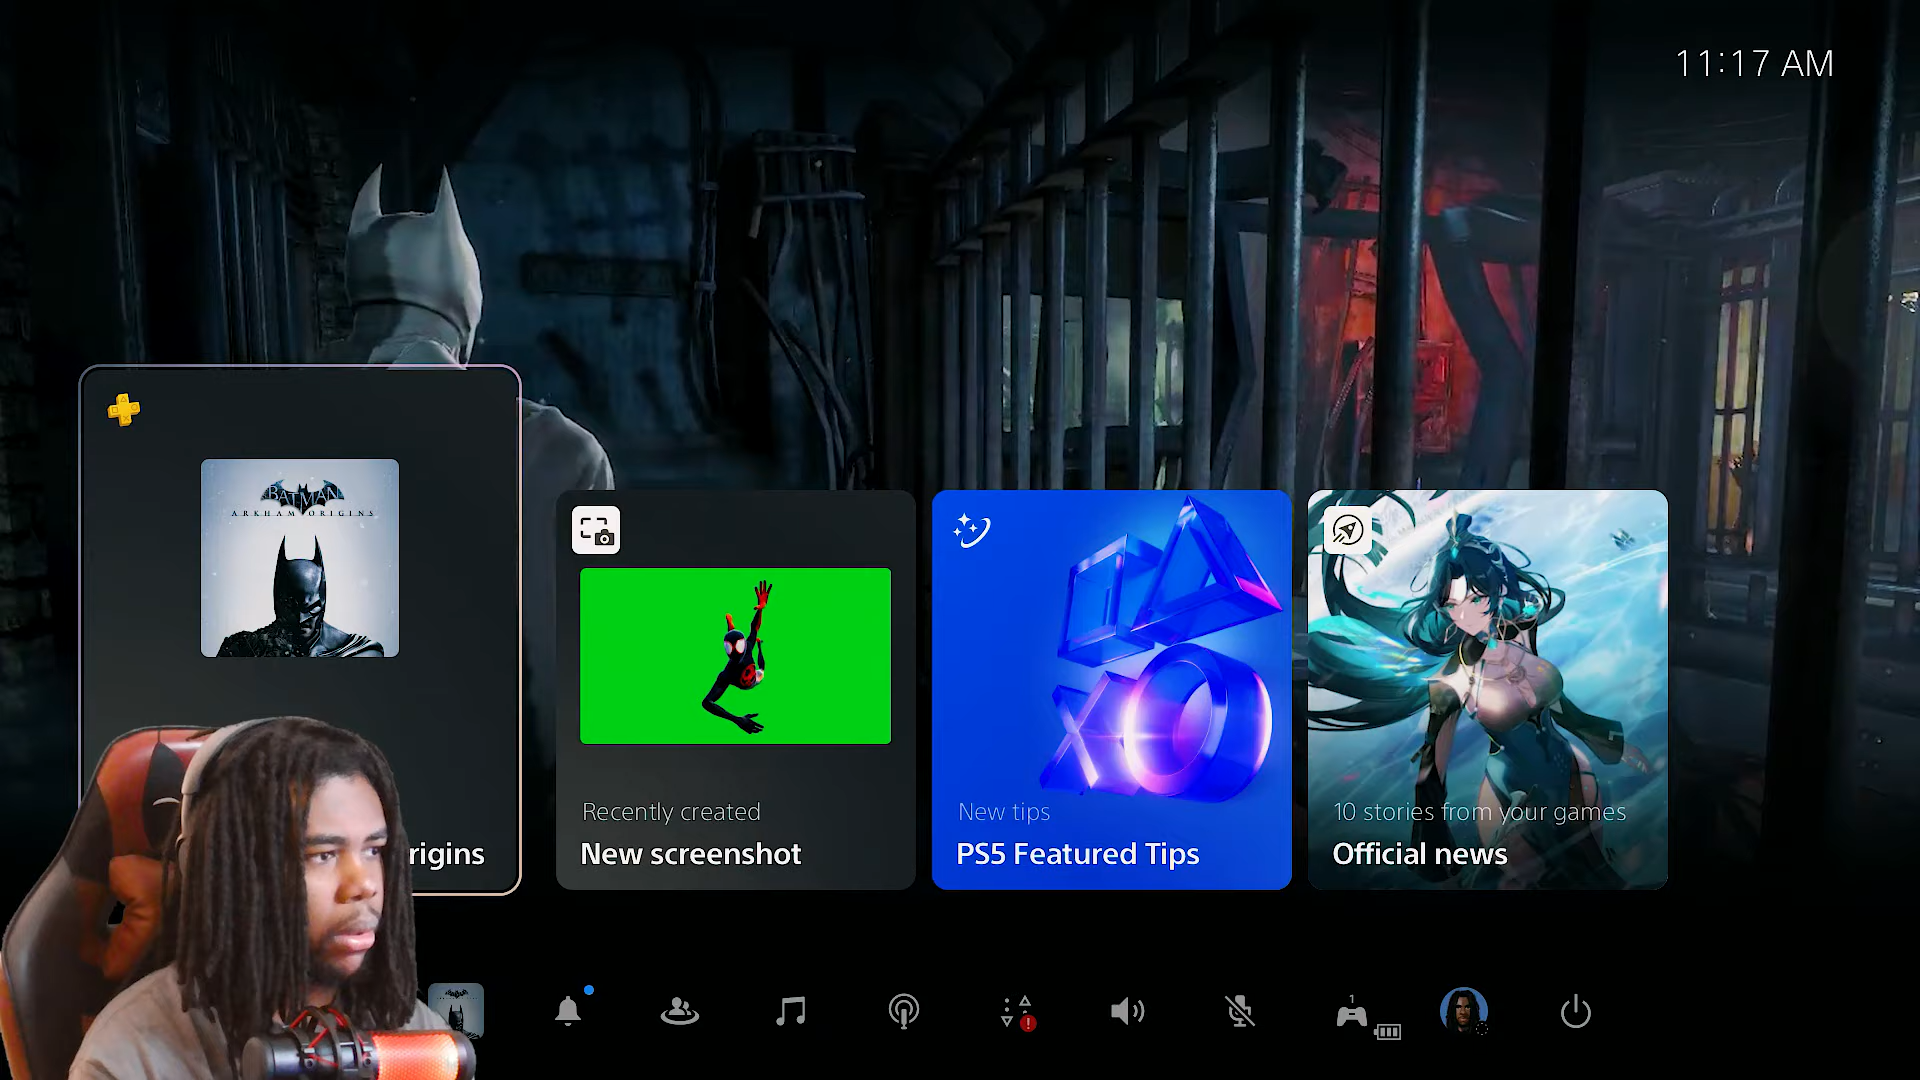 11:17 AM
BATMAN
ARKHAM ORIGINS
rigins
Recently created
New screenshot
New tips
PS5 Featured Tips
10 stories from your games
Official news
1